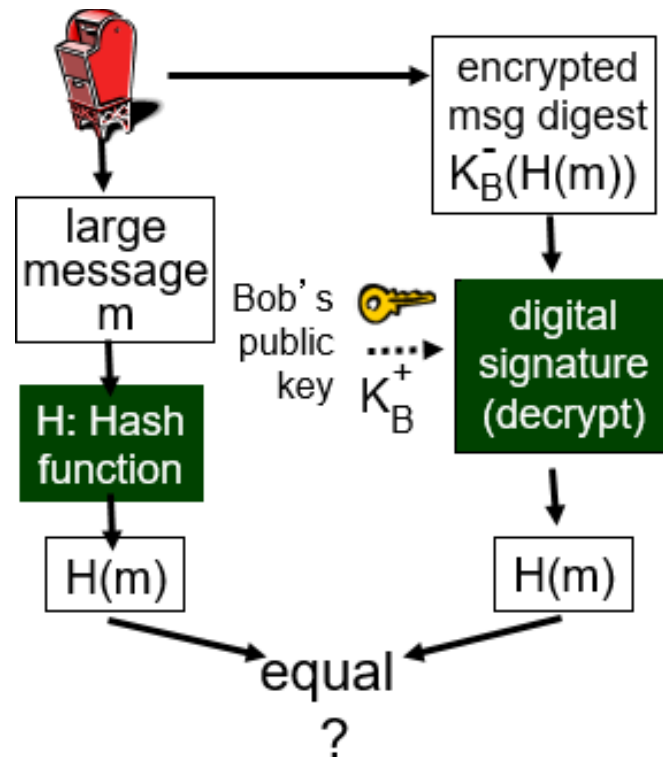 encrypted
msg digest
K_B^-(H(m))
large
message
m
Bob's
public
key
K_B^+
digital
signature
(decrypt)
H: Hash
function
H(m)
H(m)
equal
?